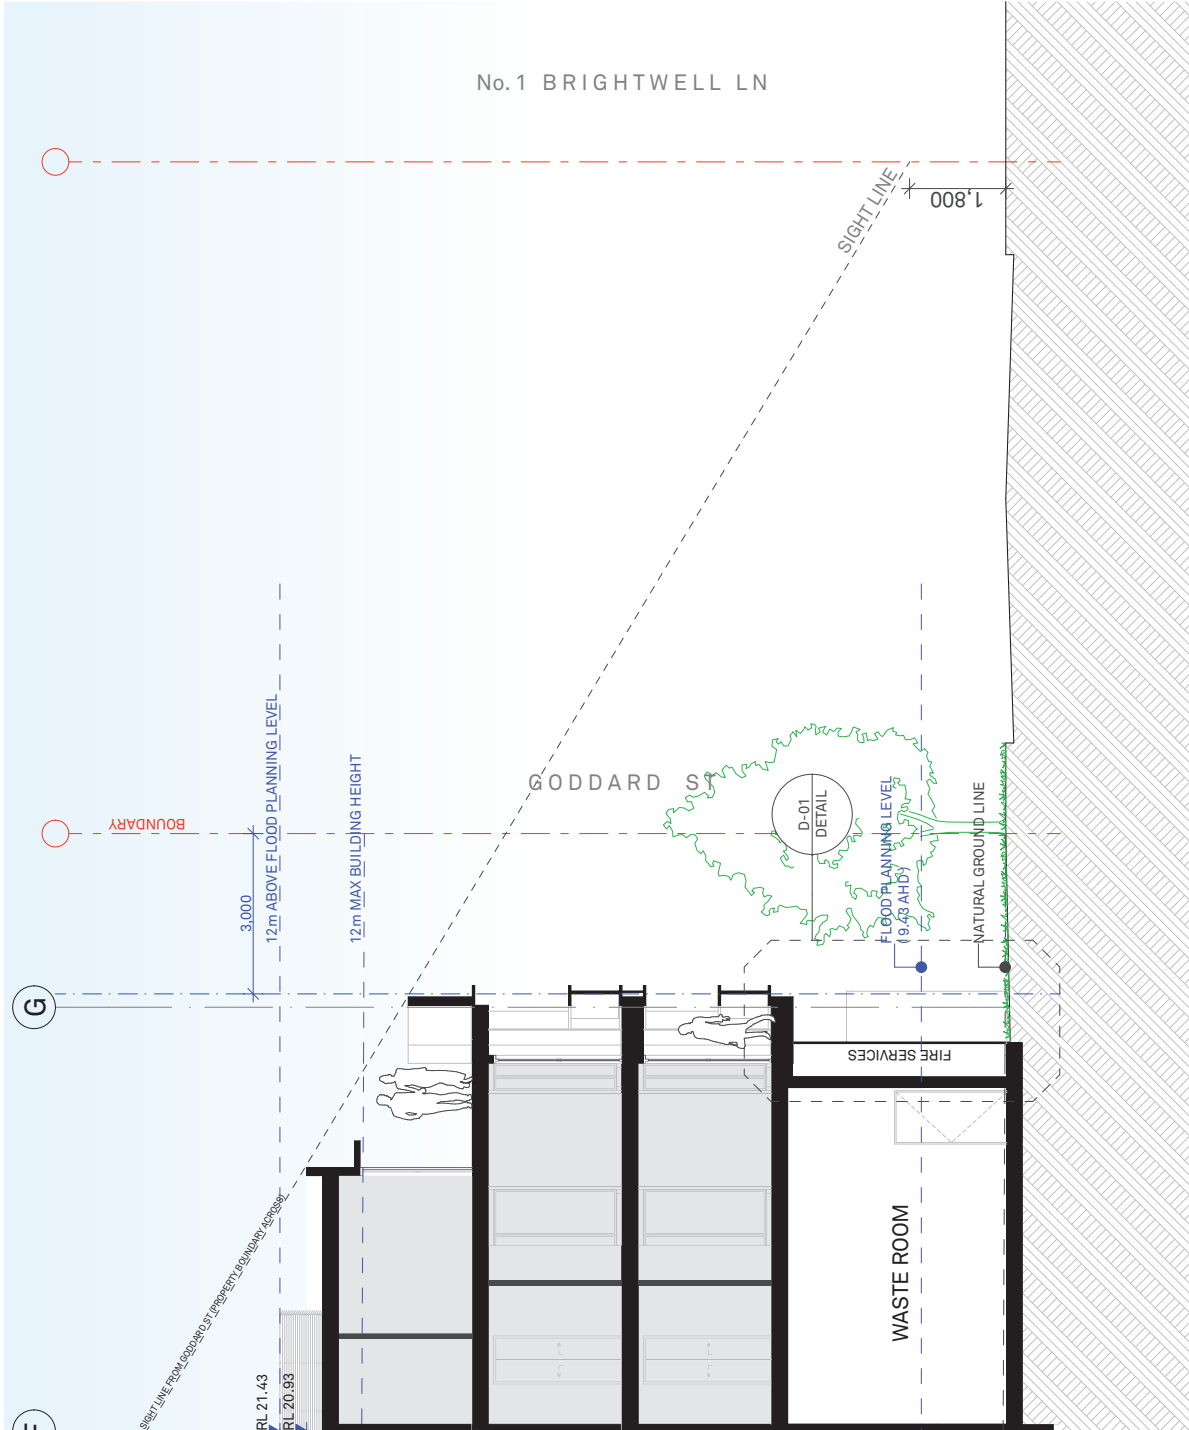 No.1 BRIGHTWELL LN
SIGHT LINE
1,800
GODDARD ST
BOUNDARY
3,000
12m ABOVE FLOOD PLANNING LEVEL
12m MAX BUILDING HEIGHT
D-01
DETAIL
FLOOD PLANNING LEVEL
(9.43 AHD)
NATURAL GROUND LINE
G
FIRE SERVICES
WASTE ROOM
SIGHT LINE FROM GODDARD ST (PROPERTY BOUNDARY ACROSS)
RL 21.43
RL 20.93